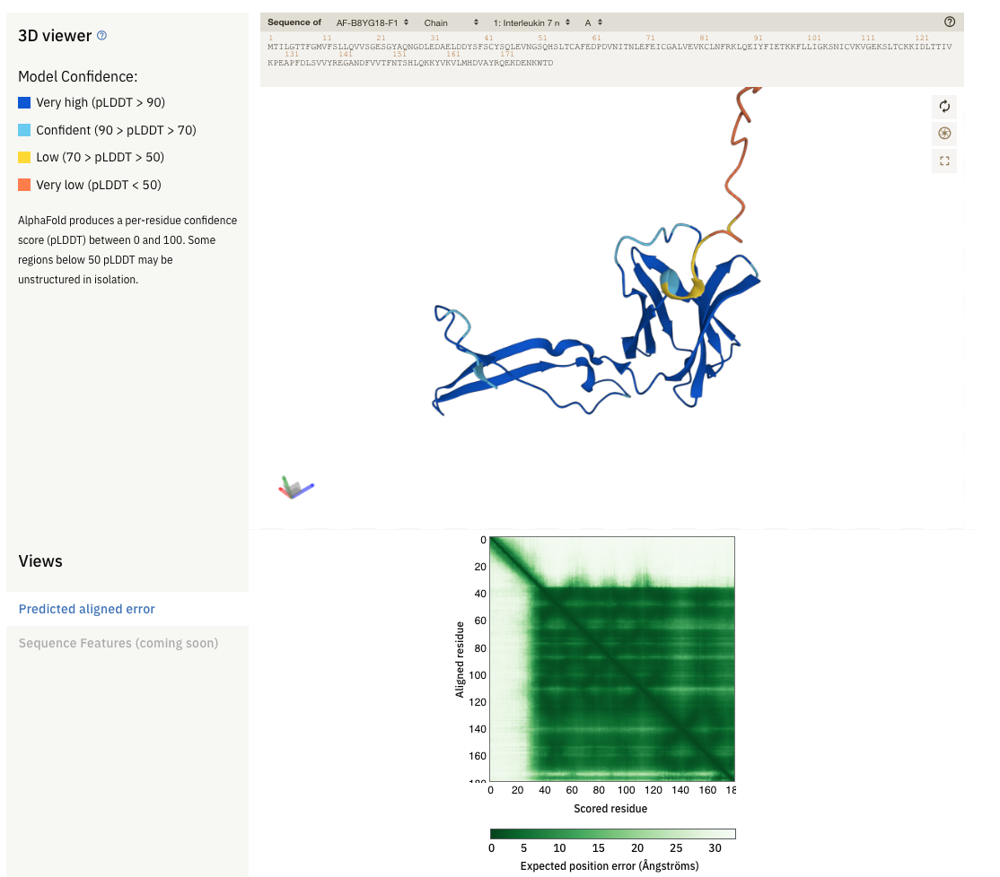 3D viewer
Model Confidence:
Very high (pLDDT > 90)
Confident (90 > pLDDT > 70)
Low (70 > pLDDT > 50)
Very low (pLDDT < 50)
AlphaFold produces a per-residue confidence
score (pLDDT) between 0 and 100. Some
regions below 50 pLDDT may be
unstructured in isolation.
Sequence of AF-B8YG18-F1 Chain 1: Interleukin 7 re A
1 11 21 31 41 51 61 71 81 91 101 111 121
MTILGTTFGMVFSLLQVVSGESGYAQNGDLEDAELDDYSFSCYSQLEVNGSQHSLTCAFEDPDVNITNLEFEICGALVEVKCLNFRKLQEIYFIETKKFLLIGKSNICVKVGEKSLTCKKIDLTTIV
131 141 151 161 171
KPEAPFDLSVVYREGANDFVVTFNTSHLQKKYVKVLMHDVAYRQEKDENKWTD
Views
Predicted aligned error
Sequence Features (coming soon)
Aligned residue
0
20
40
60
80
100
120
140
160
180
0 20 40 60 80 100 120 140 160 18
Scored residue
0 5 10 15 20 25 30
Expected position error (Ångströms)